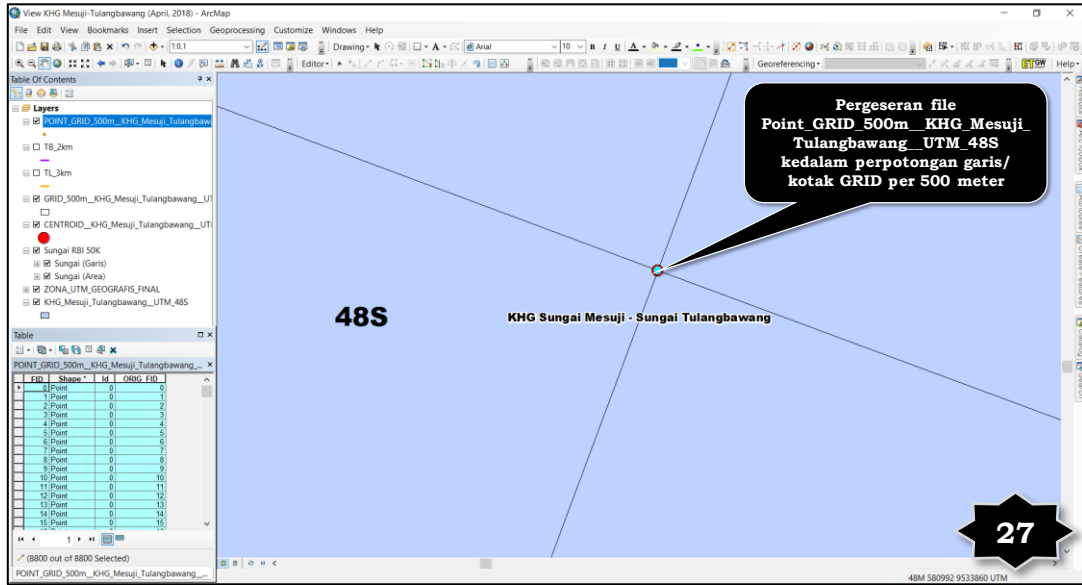 View KHG Mesuji-Tulangbawang (April, 2018) - ArcMap
File Edit View Bookmarks Insert Selection Geoprocessing Customize Windows Help
1:0.1 Drawing Arial 10 B I U A
Editor Georeferencing ET GW Help
Table Of Contents
Layers
POINT_GRID_500m__KHG_Mesuji_Tulangbaw
TB_2km
TL_3km
GRID_500m__KHG_Mesuji_Tulangbawang__U
CENTROID__KHG_Mesuji_Tulangbawang__UT
Sungai RBI 50K
Sungai (Garis)
Sungai (Area)
ZONA_UTM_GEOGRAFIS_FINAL
KHG_Mesuji_Tulangbawang__UTM_48S
Table
POINT_GRID_500m__KHG_Mesuji_Tulangbawang_...
FID Shape * Id ORIG_FID
0 Point 0 0
1 Point 0 1
2 Point 0 2
3 Point 0 3
4 Point 0 4
5 Point 0 5
6 Point 0 6
7 Point 0 7
8 Point 0 8
9 Point 0 9
10 Point 0 10
11 Point 0 11
12 Point 0 12
13 Point 0 13
14 Point 0 14
15 Point 0 15
1
(8800 out of 8800 Selected)
POINT_GRID_500m__KHG_Mesuji_Tulangbawang_...
Pergeseran file
Point_GRID_500m__KHG_Mesuji_
Tulangbawang__UTM_48S
kedalam perpotongan garis/
kotak GRID per 500 meter
48S
KHG Sungai Mesuji - Sungai Tulangbawang
27
48M 580992 9533860 UTM